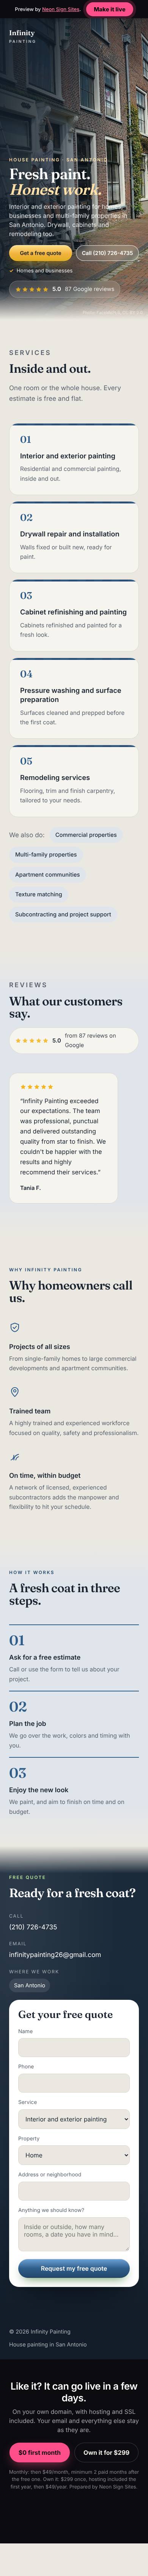 Preview by Neon Sign Sites.
Make it live
Infinity
PAINTING
HOUSE PAINTING · SAN ANTONIO
Fresh paint.
Honest work.
Interior and exterior painting for homes,
businesses and multi-family properties in
San Antonio. Drywall, cabinets and
remodeling too.
Get a free quote
Call (210) 726-4735
✓ Homes and businesses
★★★★★ 5.0 87 Google reviews
SERVICES
Inside and out.
One room or the whole house. Every
estimate is free and flat.
01
Interior and exterior painting
Residential and commercial painting,
inside and out.
02
Drywall repair and installation
Walls fixed or built new, ready for
paint.
03
Cabinet refinishing and painting
Cabinets refinished and painted for a
fresh look.
04
Pressure washing and surface
preparation
Surfaces cleaned and prepped before
the first coat.
05
Remodeling services
Flooring, trim and finish carpentry,
tailored to your needs.
We also do:
Commercial properties
Multi-family properties
Apartment communities
Texture matching
Subcontracting and project support
REVIEWS
What our customers
say.
★★★★★ 5.0 from 87 reviews on
Google
★★★★★
"Infinity Painting exceeded
our expectations. The team
was professional, punctual
and delivered outstanding
quality from star to finish. We
couldn't be happier with the
results and highly
recommend their services."
Tania F.
WHY INFINITY PAINTING
Why homeowners call
us.
Projects of all sizes
From single-family homes to large commercial
developments and apartment communities.
Trained team
A highly trained and experienced workforce
focused on quality, safety and professionalism.
On time, within budget
A network of licensed, experienced
subcontractors adds the manpower and
flexibility to hit your schedule.
HOW IT WORKS
A fresh coat in three
steps.
01
Ask for a free estimate
Call or use the form to tell us about your
project.
02
Plan the job
We go over the work, colors and timing with
you.
03
Enjoy the new look
We paint, and aim to finish on time and on
budget.
FREE QUOTE
Ready for a fresh coat?
CALL
(210) 726-4735
EMAIL
infinitypainting26@gmail.com
WHERE WE WORK
San Antonio
Get your free quote
Name
Phone
Service
Interior and exterior painting
Property
Home
Address or neighborhood
Anything we should know?
Inside or outside, how many
rooms, a date you have in mind...
Request my free quote
© 2026 Infinity Painting
House painting in San Antonio
Like it? It can go live in a few
days.
On your own domain, with hosting and SSL
included. Your email and everything else stay
as they are.
$0 first month
Own it for $299
Monthly: then $49/month, minimum 2 paid months after
the free one. Own it: $299 once, hosting included the
first year, then $49/year. Prepared by Neon Sign Sites.